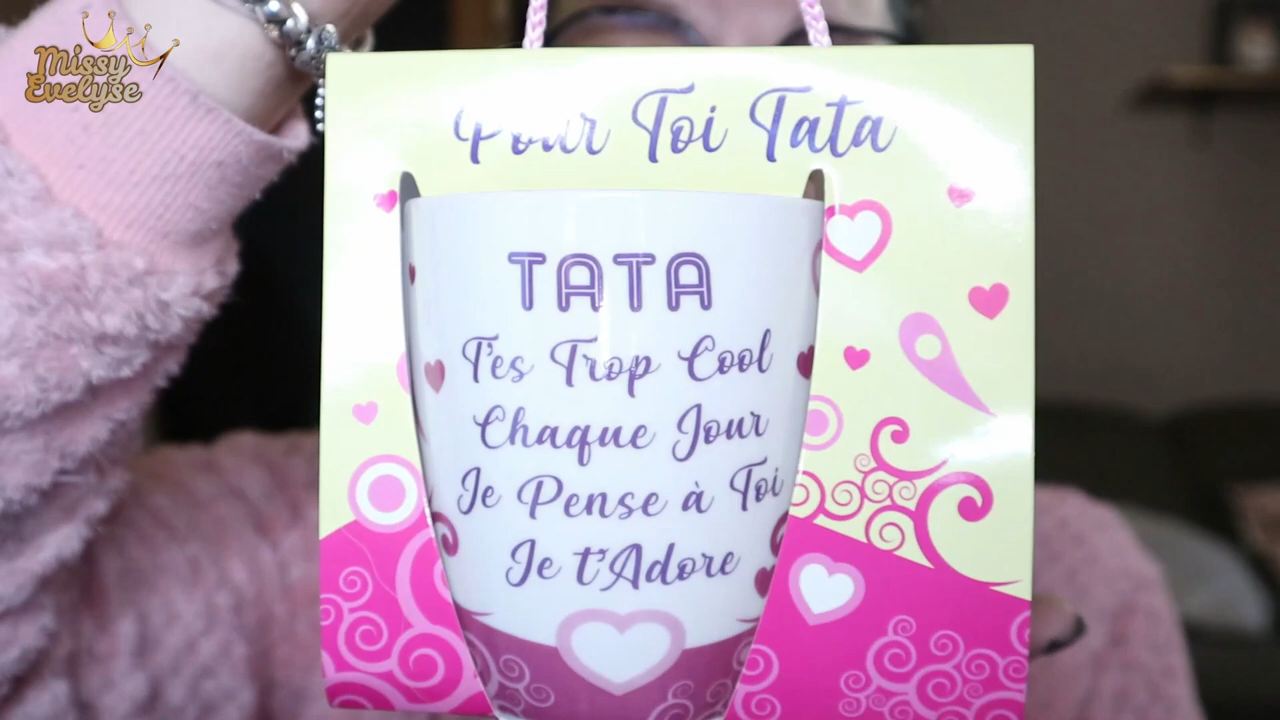 Missy
Evelyse
Pour Toi Tata
TATA
T'es Trop Cool
Chaque Jour
Je Pense à Toi
Je t'Adore